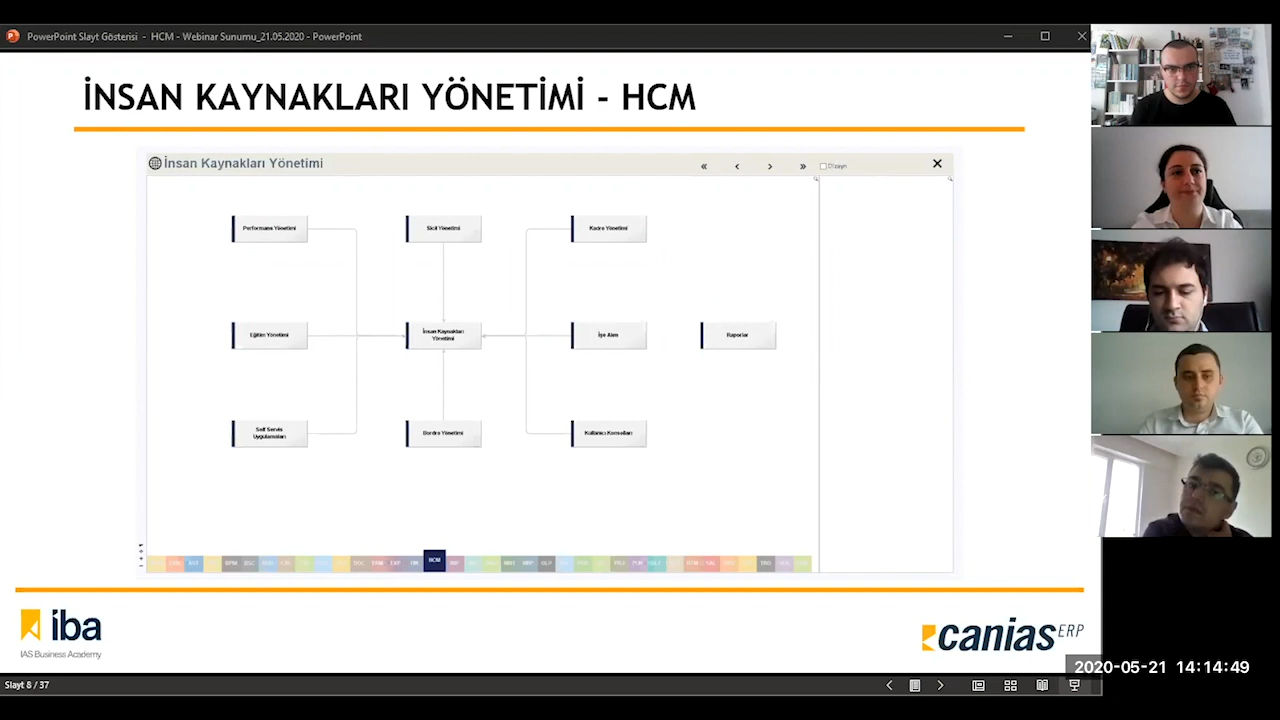 PowerPoint Slayt Gösterisi - HCM - Webinar Sunumu_21.05.2020 - PowerPoint
İNSAN KAYNAKLARI YÖNETİMİ - HCM
İnsan Kaynakları Yönetimi
Dizayn
Performans Yönetimi
Sicil Yönetimi
Kadro Yönetimi
Eğitim Yönetimi
İnsan Kaynakları
Yönetimi
İşe Alım
Raporlar
Self Servis
Uygulamaları
Bordro Yönetimi
Kullanıcı Konsolları
HCM
iba
IAS Business Academy
canias ERP
2020-05-21 14:14:49
Slayt 8 / 37